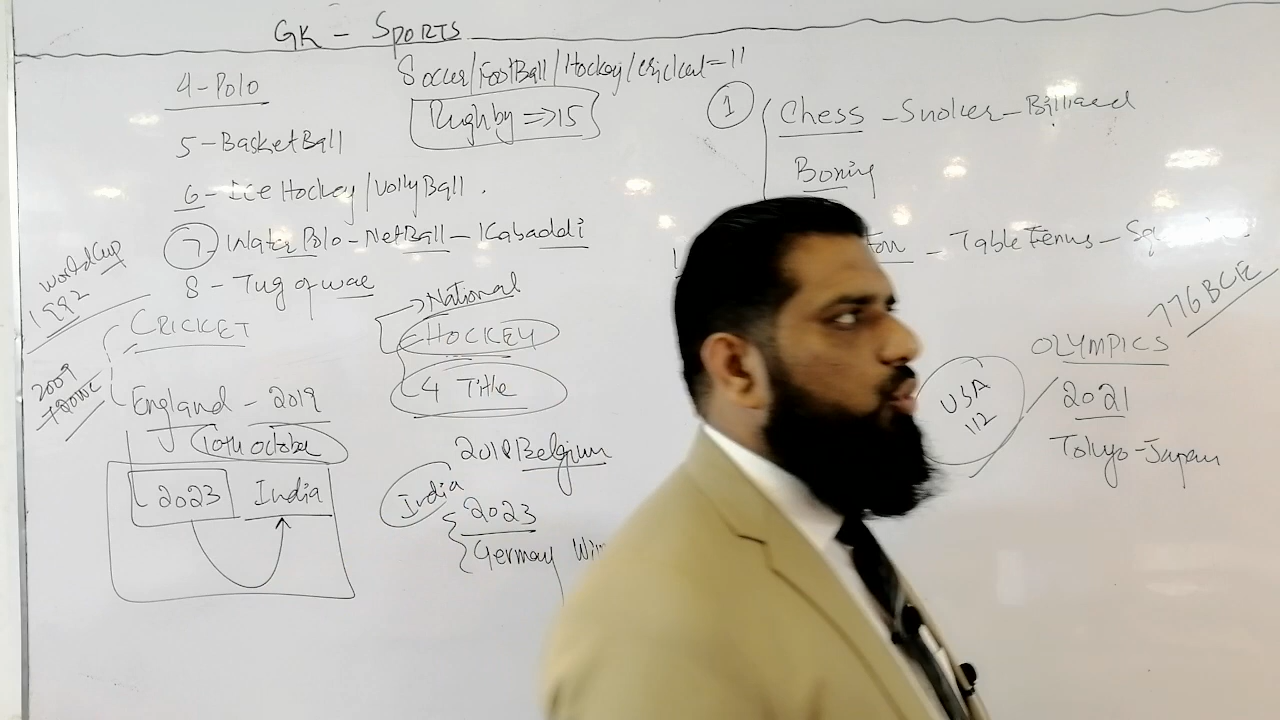 GK - SPORTS
4-Polo
5-BasketBall
6-Ice Hockey/VollyBall.
7 Water Polo-NetBall-Kabaddi
8-Tug of war
Soccer/FootBall/Hockey/Cricket=11
Rughby=>15
1 Chess-Snoker-Billiard
Boxing
Table Tennis-
World Cup
1992
CRICKET
2009
England-2019
10th October
2023 India
National
HOCKEY
4 Title
2018 Belgium
India
2023
Germany
776 BCE
OLYMPICS
2021
Tokyo-Japan
USA
112